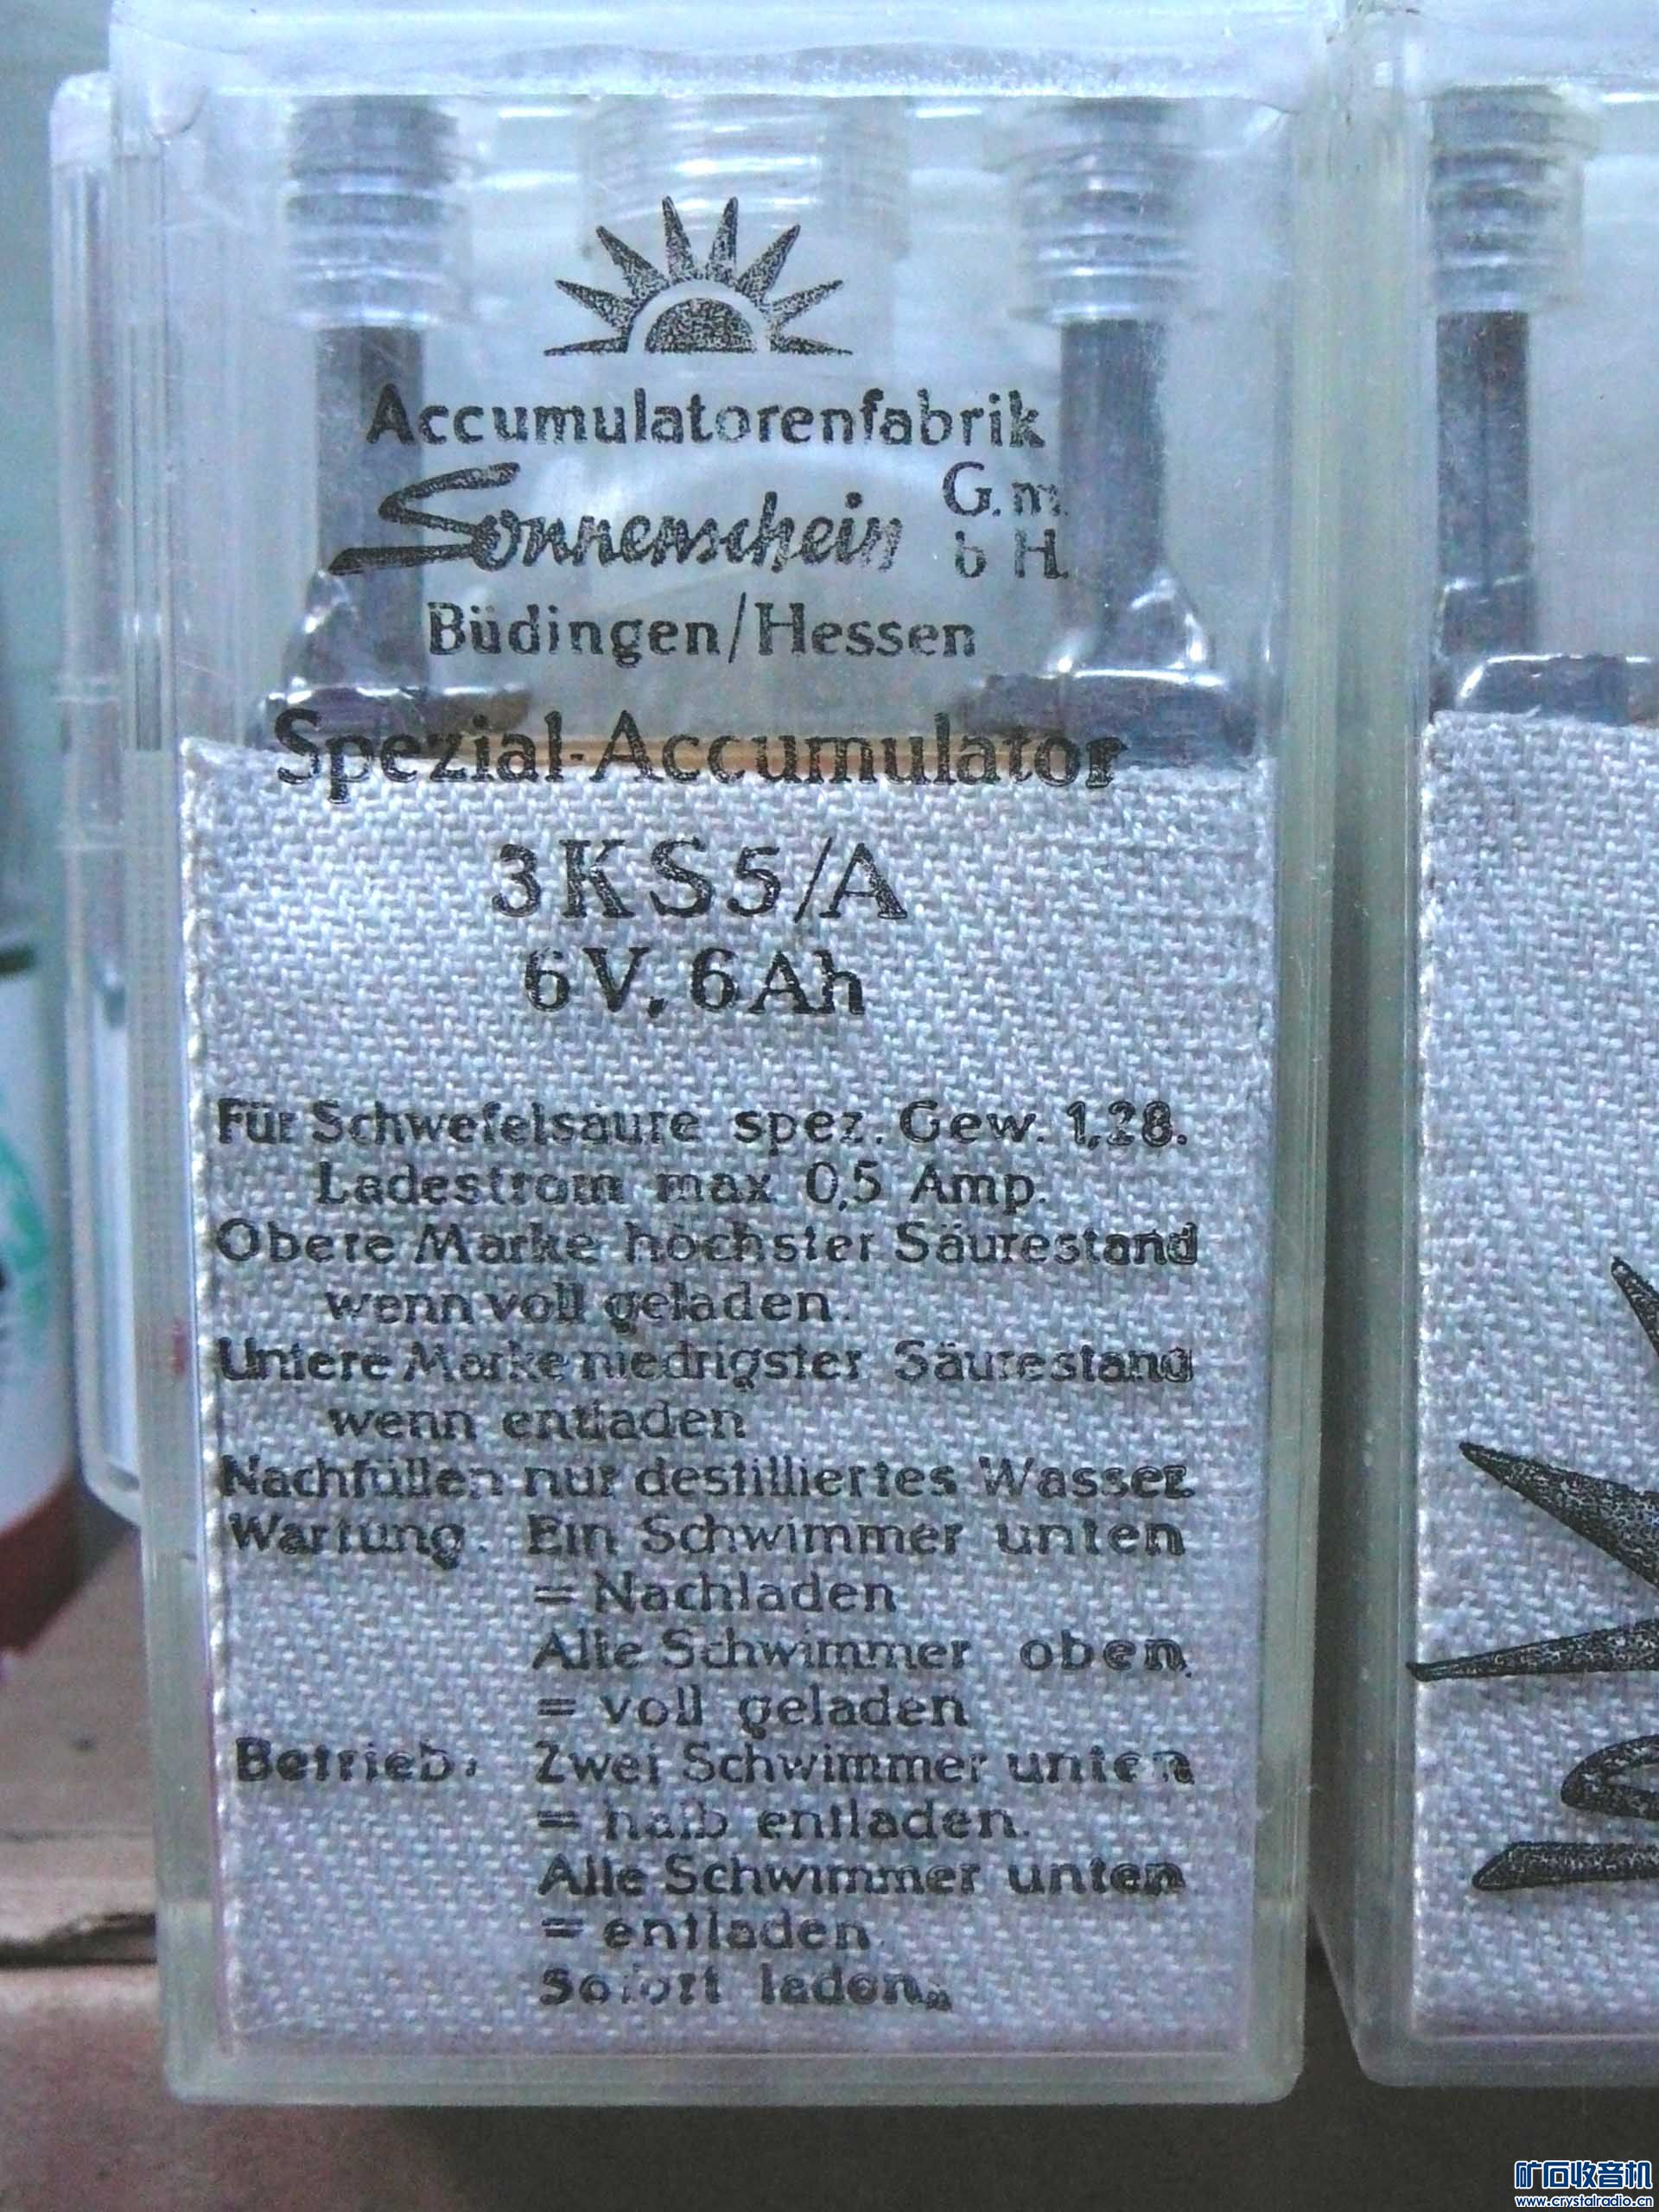 Accumulatorenfabrik
Sonnenschein G.m.
b H.
Büdingen/Hessen
Spezial-Accumulator
3KS5/A
6V, 6Ah
Für Schwefelsäure spez. Gew. 1,28.
Ladestrom max 0,5 Amp.
Obere Marke höchster Säurestand
wenn voll geladen.
Untere Marke niedrigster Säurestand
wenn entladen
Nachfüllen nur destilliertes Wasser
Wartung: Ein Schwimmer unten
= Nachladen
Alle Schwimmer oben.
= voll geladen
Betrieb: Zwei Schwimmer unten
= halb entladen.
Alle Schwimmer unten
= entladen
Sofort laden.
矿石收音机
www.crystalradio.cn